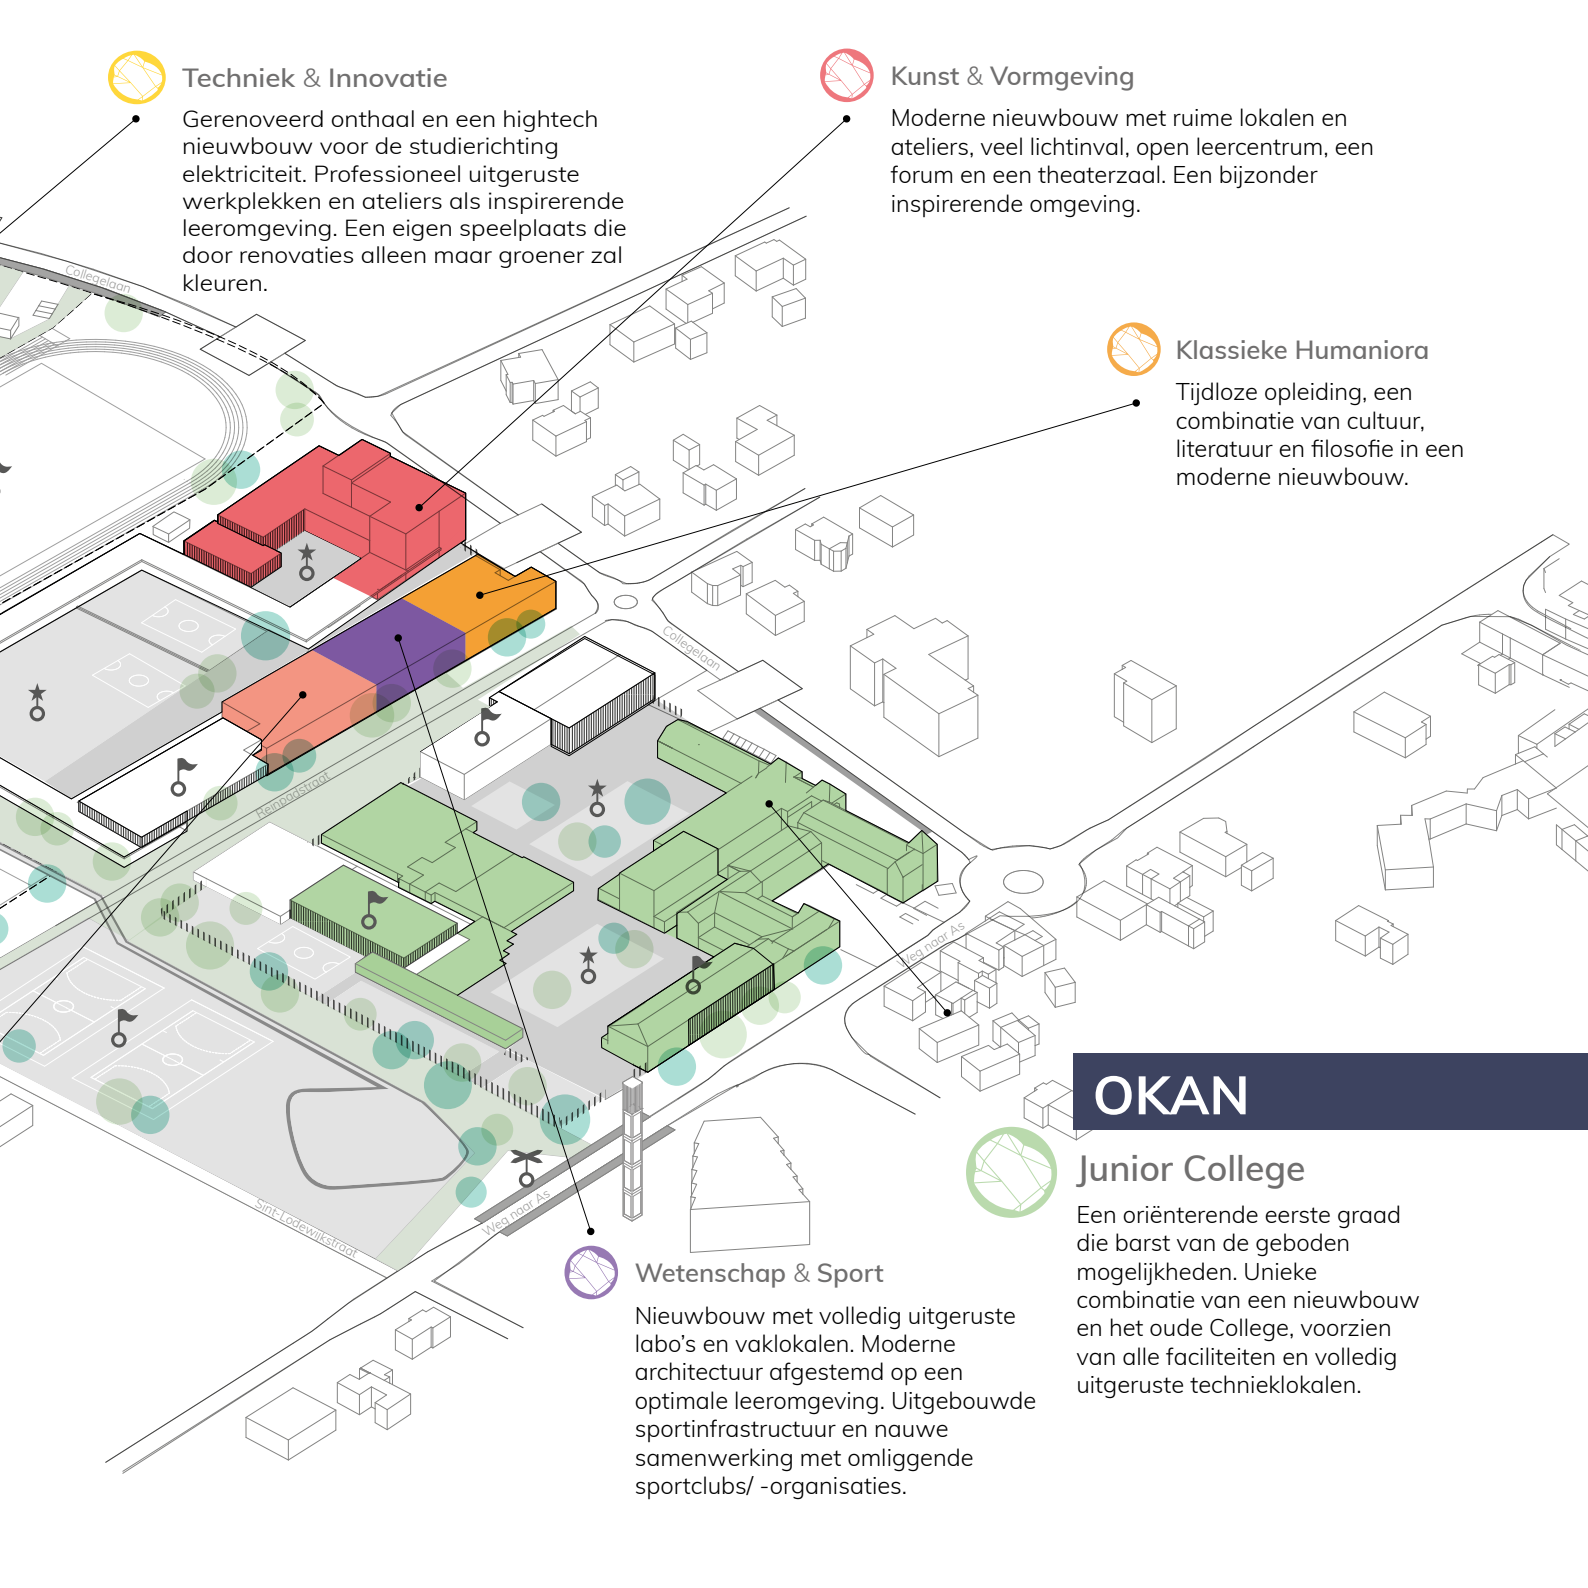 Techniek & Innovatie
Gerenoveerd onthaal en een hightech
nieuwbouw voor de studierichting
elektriciteit. Professioneel uitgeruste
werkplekken en ateliers als inspirerende
leeromgeving. Een eigen speelplaats die
door renovaties alleen maar groener zal
kleuren.
Kunst & Vormgeving
Moderne nieuwbouw met ruime lokalen en
ateliers, veel lichtinval, open leercentrum, een
forum en een theaterzaal. Een bijzonder
inspirerende omgeving.
Collegelaan
Klassieke Humaniora
Tijdloze opleiding, een
combinatie van cultuur,
literatuur en filosofie in een
moderne nieuwbouw.
Collegelaan
Reinpadstraat
Weg naar As
OKAN
Junior College
Een oriënterende eerste graad
die barst van de geboden
mogelijkheden. Unieke
combinatie van een nieuwbouw
en het oude College, voorzien
van alle faciliteiten en volledig
uitgeruste technieklokalen.
Sint-Lodewijkstraat
Weg naar As
Wetenschap & Sport
Nieuwbouw met volledig uitgeruste
labo's en vaklokalen. Moderne
architectuur afgestemd op een
optimale leeromgeving. Uitgebouwde
sportinfrastructuur en nauwe
samenwerking met omliggende
sportclubs/ -organisaties.